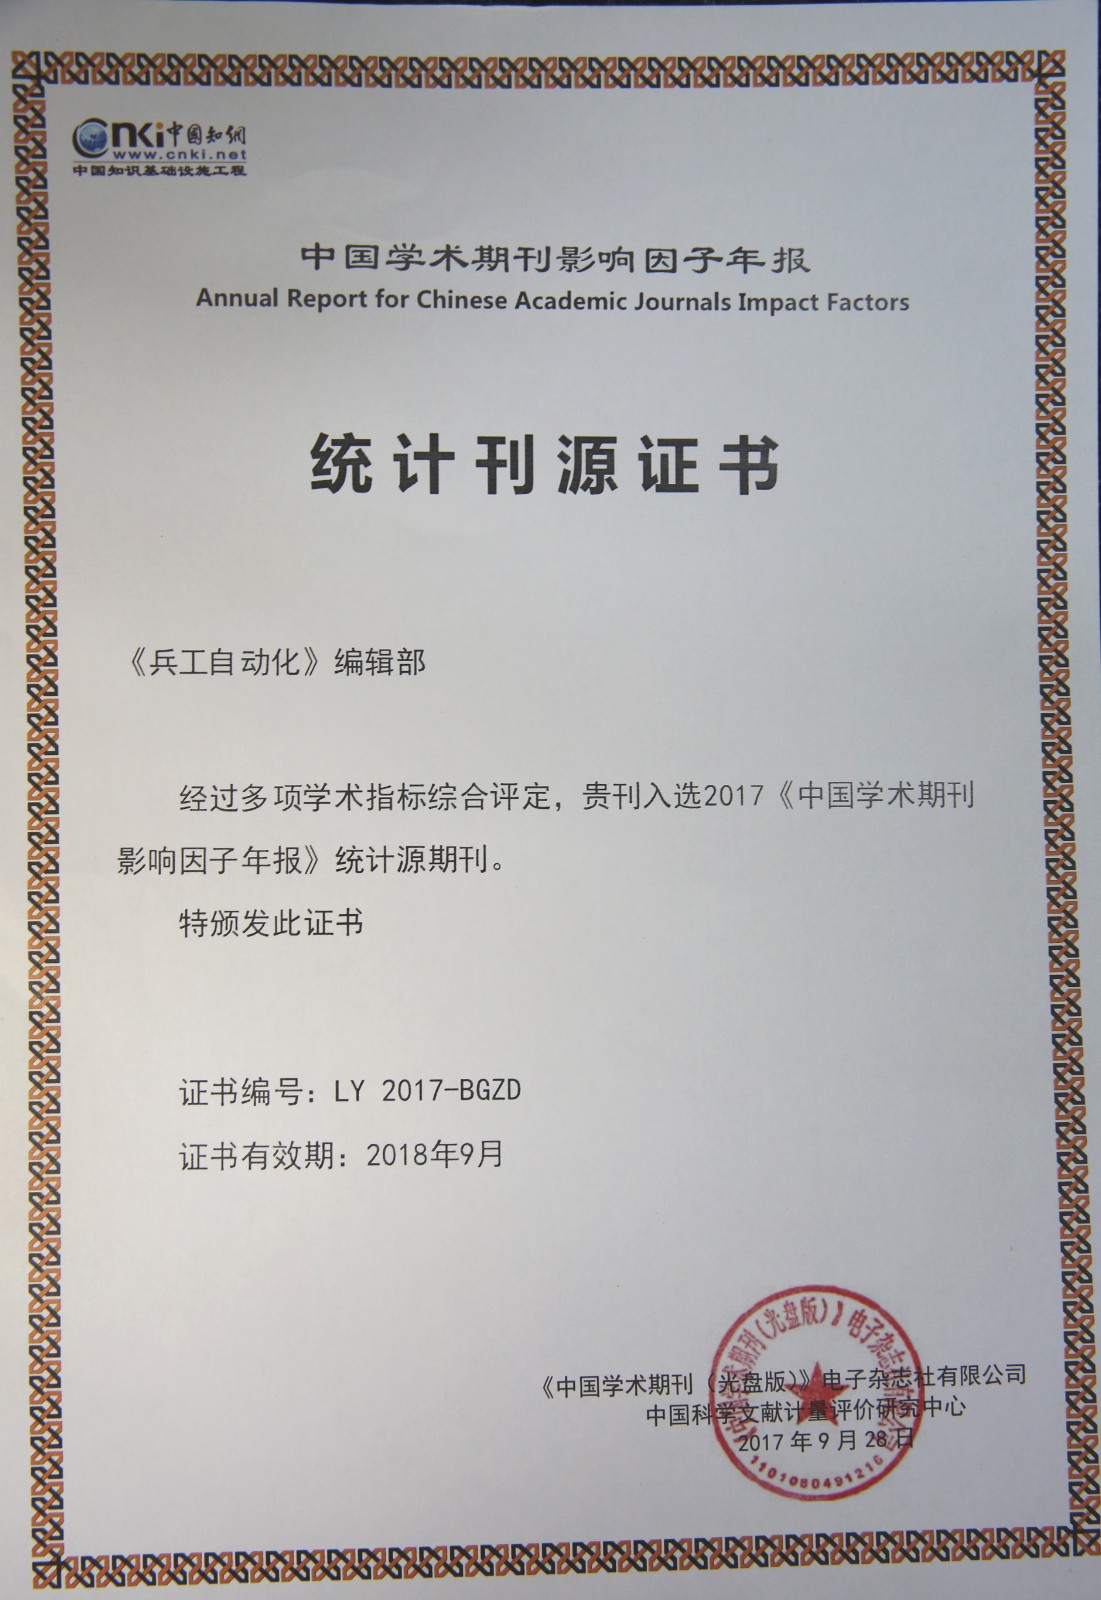 cnki中国知网
www.cnki.net
中国知识基础设施工程
中国学术期刊影响因子年报
Annual Report for Chinese Academic Journals Impact Factors
统计刊源证书
《兵工自动化》编辑部
经过多项学术指标综合评定，贵刊入选2017《中国学术期刊
影响因子年报》统计源期刊。
特颁发此证书
证书编号：LY 2017-BGZD
证书有效期：2018年9月
《中国学术期刊（光盘版）》电子杂志社有限公司
中国科学文献计量评价研究中心
2017年9月28日
1101080491216